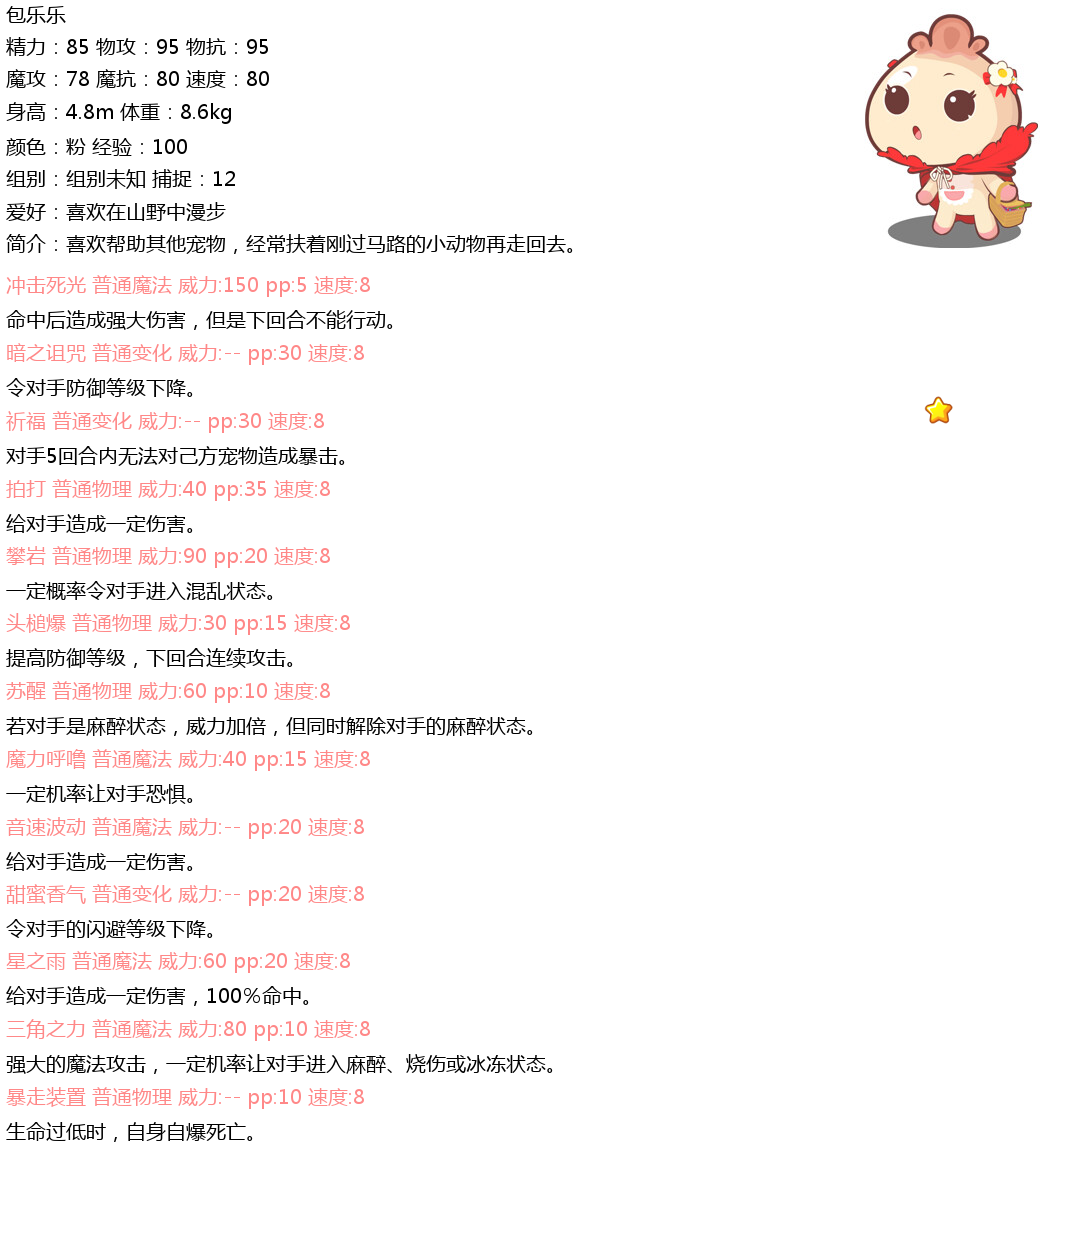 包乐乐
精力：85 物攻：95 物抗：95
魔攻：78 魔抗：80 速度：80
身高：4.8m 体重：8.6kg
颜色：粉 经验：100
组别：组别未知 捕捉：12
爱好：喜欢在山野中漫步
简介：喜欢帮助其他宠物，经常扶着刚过马路的小动物再走回去。
冲击死光 普通魔法 威力:150 pp:5 速度:8
命中后造成强大伤害，但是下回合不能行动。
暗之诅咒 普通变化 威力:-- pp:30 速度:8
令对手防御等级下降。
祈福 普通变化 威力:-- pp:30 速度:8
对手5回合内无法对己方宠物造成暴击。
拍打 普通物理 威力:40 pp:35 速度:8
给对手造成一定伤害。
攀岩 普通物理 威力:90 pp:20 速度:8
一定概率令对手进入混乱状态。
头槌爆 普通物理 威力:30 pp:15 速度:8
提高防御等级，下回合连续攻击。
苏醒 普通物理 威力:60 pp:10 速度:8
若对手是麻醉状态，威力加倍，但同时解除对手的麻醉状态。
魔力呼噜 普通魔法 威力:40 pp:15 速度:8
一定机率让对手恐惧。
音速波动 普通魔法 威力:-- pp:20 速度:8
给对手造成一定伤害。
甜蜜香气 普通变化 威力:-- pp:20 速度:8
令对手的闪避等级下降。
星之雨 普通魔法 威力:60 pp:20 速度:8
给对手造成一定伤害，100%命中。
三角之力 普通魔法 威力:80 pp:10 速度:8
强大的魔法攻击，一定机率让对手进入麻醉、烧伤或冰冻状态。
暴走装置 普通物理 威力:-- pp:10 速度:8
生命过低时，自身自爆死亡。